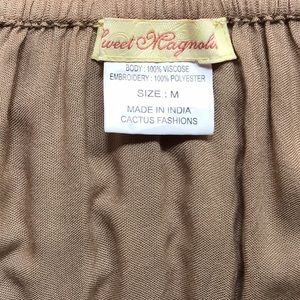 Sweet Magnolia
BODY : 100% VISCOSE
EMBROIDERY : 100% POLYESTER
SIZE : M
MADE IN INDIA
CACTUS FASHIONS